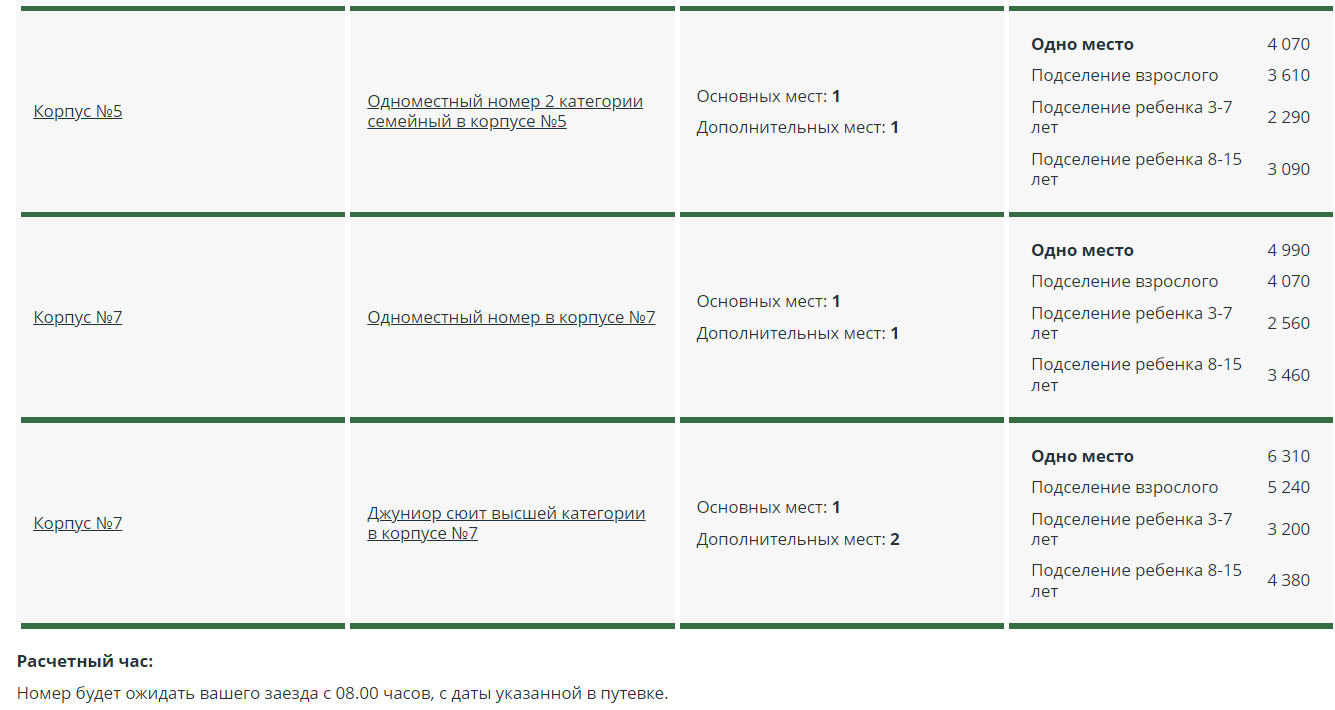 Корпус №5
Одноместный номер 2 категории
семейный в корпусе №5
Основных мест: 1
Дополнительных мест: 1
Одно место 4 070
Подселение взрослого 3 610
Подселение ребенка 3-7
лет 2 290
Подселение ребенка 8-15
лет 3 090
Корпус №7
Одноместный номер в корпусе №7
Основных мест: 1
Дополнительных мест: 1
Одно место 4 990
Подселение взрослого 4 070
Подселение ребенка 3-7
лет 2 560
Подселение ребенка 8-15
лет 3 460
Корпус №7
Джуниор сюит высшей категории
в корпусе №7
Основных мест: 1
Дополнительных мест: 2
Одно место 6 310
Подселение взрослого 5 240
Подселение ребенка 3-7
лет 3 200
Подселение ребенка 8-15
лет 4 380
Расчетный час:
Номер будет ожидать вашего заезда с 08.00 часов, с даты указанной в путевке.